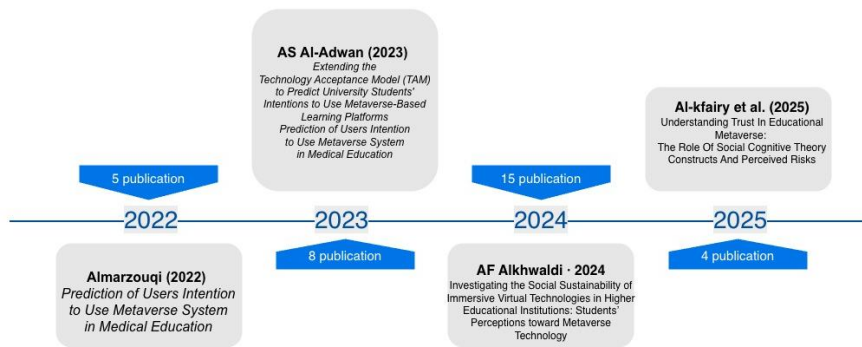 AS Al-Adwan (2023)
Extending the
Technology Acceptance Model (TAM)
to Predict University Students'
Intentions to Use Metaverse-Based
Learning Platforms
Prediction of Users Intention
to Use Metaverse System
in Medical Education
Al-kfairy et al. (2025)
Understanding Trust In Educational
Metaverse:
The Role Of Social Cognitive Theory
Constructs And Perceived Risks
5 publication
15 publication
2022
2023
2024
2025
8 publication
4 publication
Almarzouqi (2022)
Prediction of Users Intention
to Use Metaverse System
in Medical Education
AF Alkhwaldi · 2024
Investigating the Social Sustainability of
Immersive Virtual Technologies in Higher
Educational Institutions: Students'
Perceptions toward Metaverse
Technology